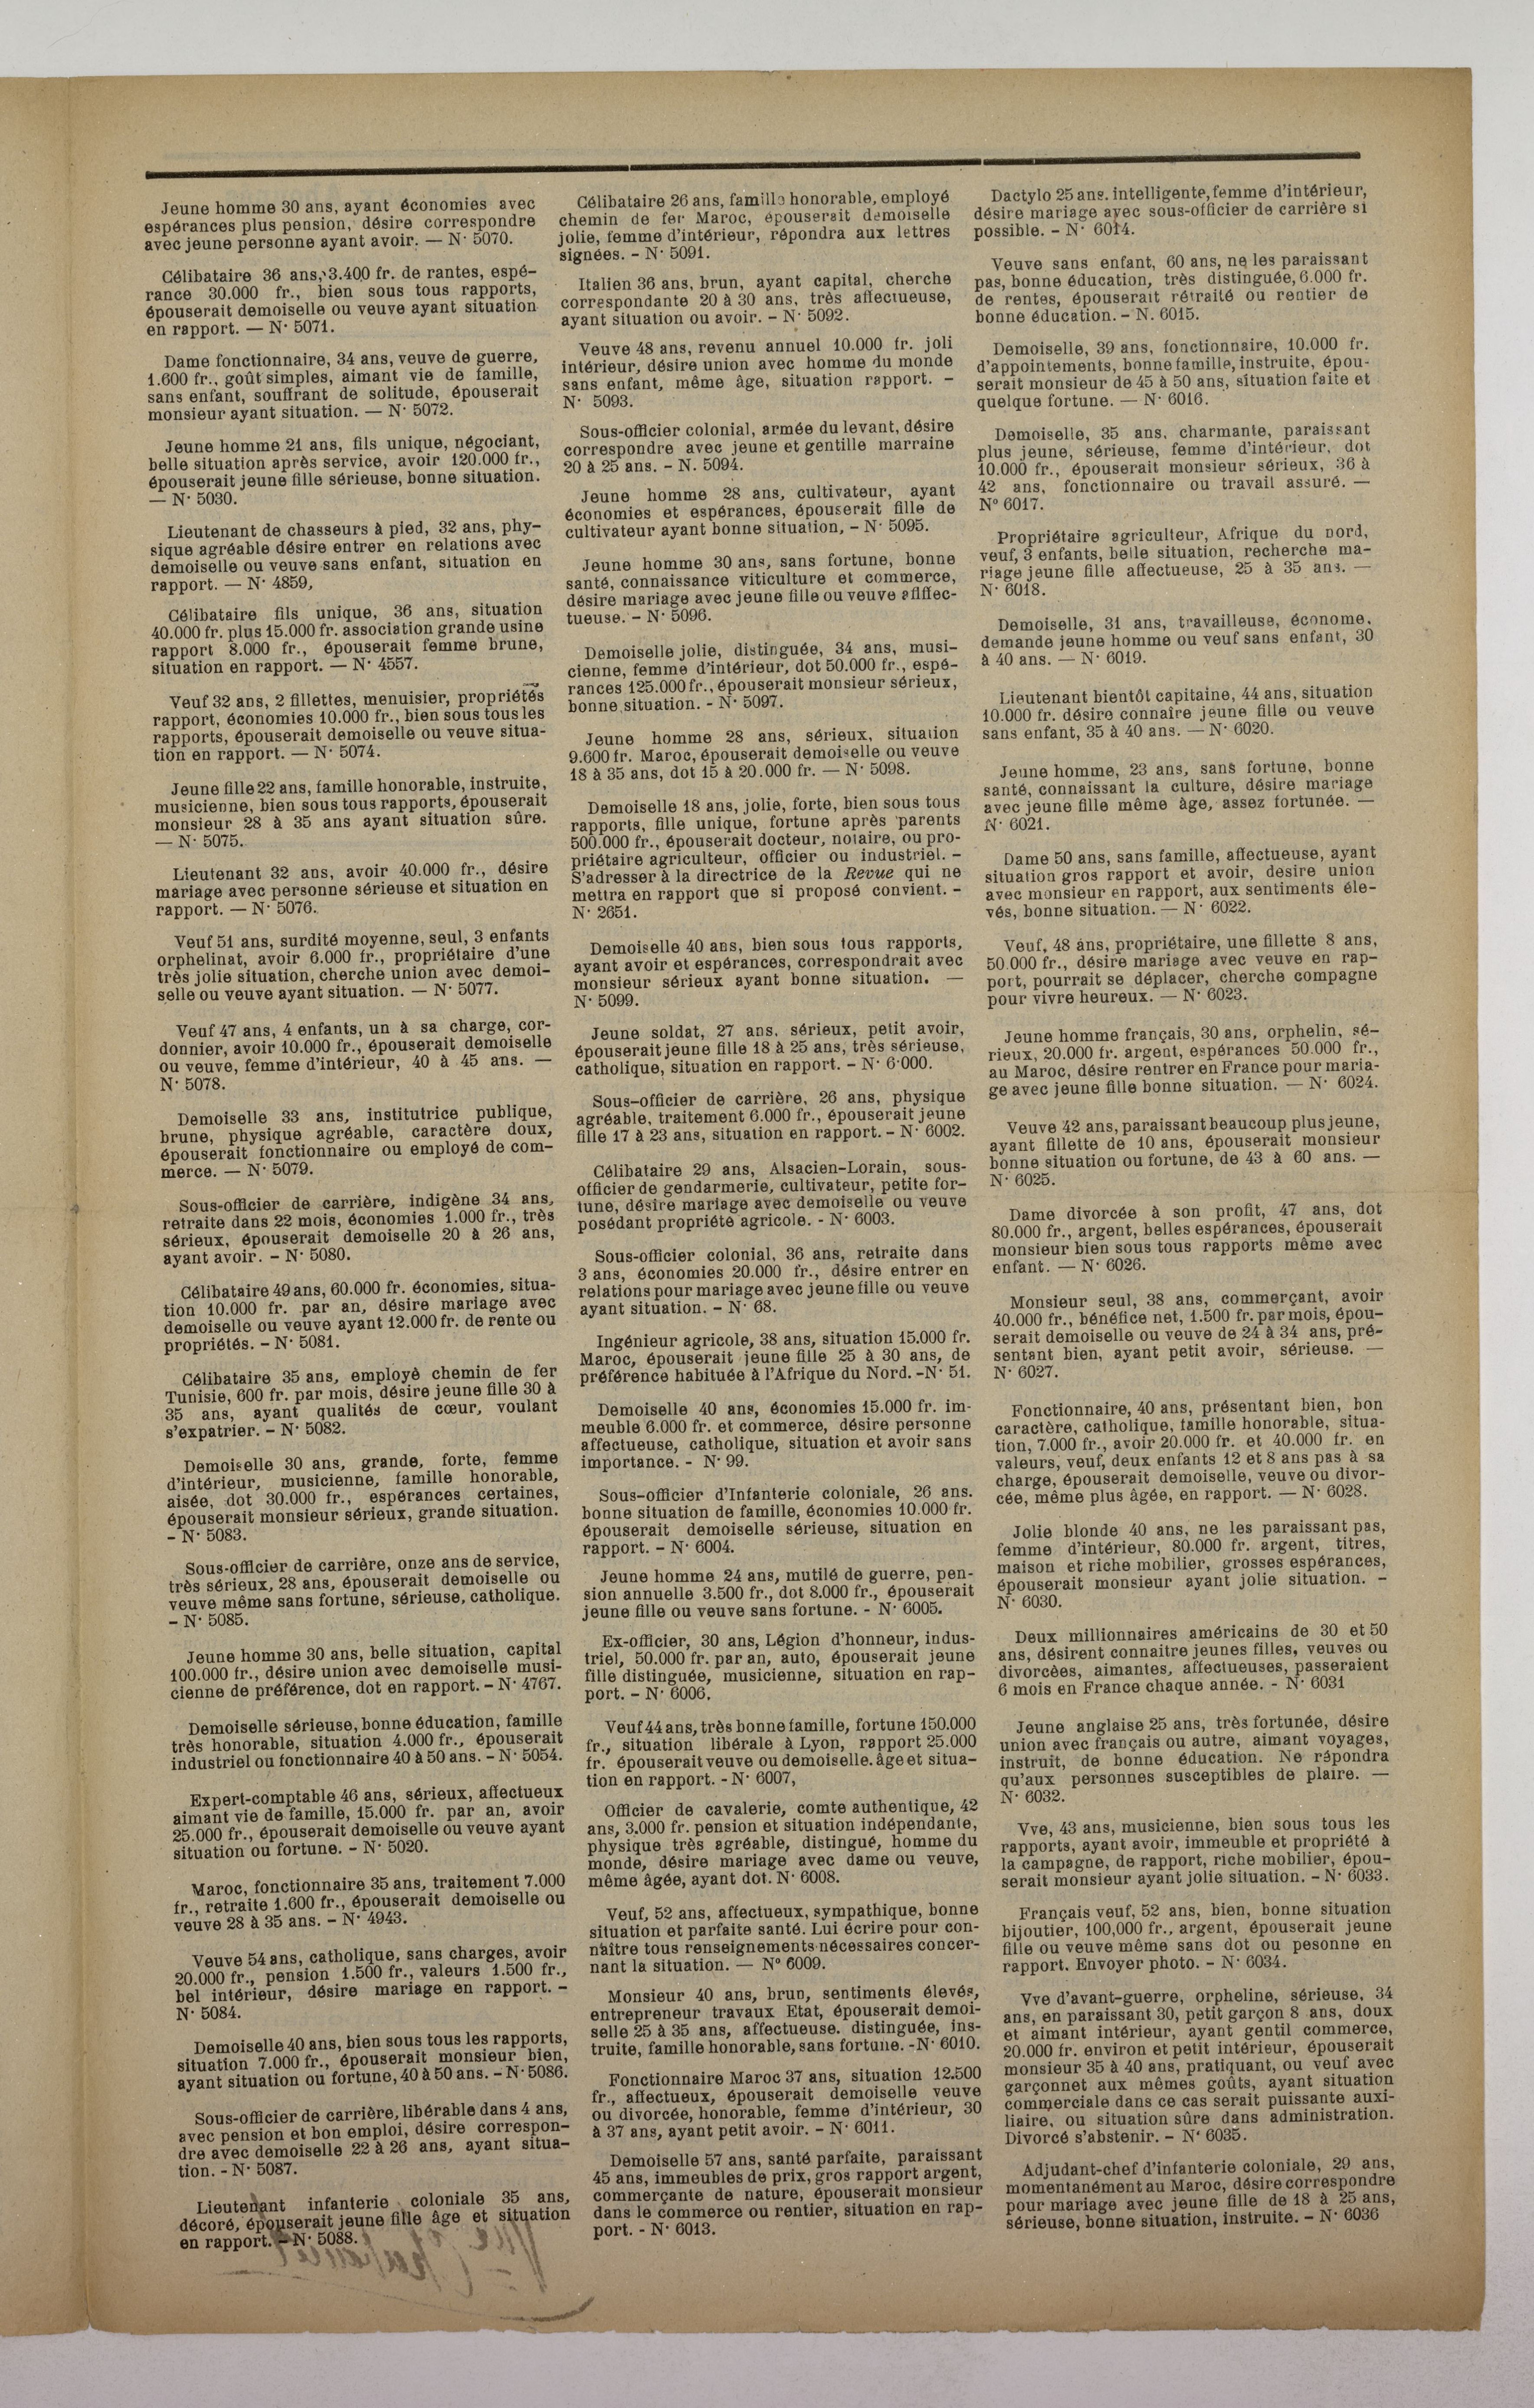 Jeune homme 30 ans, ayant économies avec
espérances plus pension, désire correspondre
avec jeune personne ayant avoir. — N· 5070.
Célibataire 36 ans, 3.400 fr. de rantes, espé-
rance 30.000 fr., bien sous tous rapports,
épouserait demoiselle ou veuve ayant situation
en rapport. — N· 5071.
Dame fonctionnaire, 34 ans, veuve de guerre,
1.600 fr., goût simples, aimant vie de famille,
sans enfant, souffrant de solitude, épouserait
monsieur ayant situation. — N· 5072.
Jeune homme 21 ans, fils unique, négociant,
belle situation après service, avoir 120.000 fr.,
épouserait jeune fille sérieuse, bonne situation.
— N· 5030.
Lieutenant de chasseurs à pied, 32 ans, phy-
sique agréable désire entrer en relations avec
demoiselle ou veuve sans enfant, situation en
rapport. — N· 4859,
Célibataire fils unique, 36 ans, situation
40.000 fr. plus 15.000 fr. association grande usine
rapport 8.000 fr., épouserait femme brune,
situation en rapport. — N· 4557.
Veuf 32 ans, 2 fillettes, menuisier, propriétés
rapport, économies 10.000 fr., bien sous tous les
rapports, épouserait demoiselle ou veuve situa-
tion en rapport. — N· 5074.
Jeune fille 22 ans, famille honorable, instruite,
musicienne, bien sous tous rapports, épouserait
monsieur 28 à 35 ans ayant situation sûre.
— N· 5075.
Lieutenant 32 ans, avoir 40.000 fr., désire
mariage avec personne sérieuse et situation en
rapport. — N· 5076.
Veuf 51 ans, surdité moyenne, seul, 3 enfants
orphelinat, avoir 6.000 fr., propriétaire d'une
très jolie situation, cherche union avec demoi-
selle ou veuve ayant situation. — N· 5077.
Veuf 47 ans, 4 enfants, un à sa charge, cor-
donnier, avoir 10.000 fr., épouserait demoiselle
ou veuve, femme d'intérieur, 40 à 45 ans. —
N· 5078.
Demoiselle 33 ans, institutrice publique,
brune, physique agréable, caractère doux,
épouserait fonctionnaire ou employé de com-
merce. — N· 5079.
Sous-officier de carrière, indigène 34 ans,
retraite dans 22 mois, économies 1.000 fr., très
sérieux, épouserait demoiselle 20 à 26 ans,
ayant avoir. – N· 5080.
Célibataire 49 ans, 60.000 fr. économies, situa-
tion 10.000 fr. par an, désire mariage avec
demoiselle ou veuve ayant 12.000 fr. de rente ou
propriétés. – N· 5081.
Célibataire 35 ans, employè chemin de fer
Tunisie, 600 fr. par mois, désire jeune fille 30 à
35 ans, ayant qualités de cœur, voulant
s'expatrier. – N· 5082.
Demoiselle 30 ans, grande, forte, femme
d'intérieur, musicienne, famille honorable,
aisée, dot 30.000 fr., espérances certaines,
épouserait monsieur sérieux, grande situation.
– N· 5083.
Sous-officier de carrière, onze ans de service,
très sérieux, 28 ans, épouserait demoiselle ou
veuve même sans fortune, sérieuse, catholique.
– N· 5085.
Jeune homme 30 ans, belle situation, capital
100.000 fr., désire union avec demoiselle musi-
cienne de préférence, dot en rapport. – N· 4767.
Demoiselle sérieuse, bonne éducation, famille
très honorable, situation 4.000 fr., épouserait
industriel ou fonctionnaire 40 à 50 ans. – N· 5054.
Expert-comptable 46 ans, sérieux, affectueux
aimant vie de famille, 15.000 fr. par an, avoir
25.000 fr., épouserait demoiselle ou veuve ayant
situation ou fortune. – N· 5020.
Maroc, fonctionnaire 35 ans, traitement 7.000
fr., retraite 1.600 fr., épouserait demoiselle ou
veuve 28 à 35 ans. – N· 4943.
Veuve 54 ans, catholique, sans charges, avoir
20.000 fr., pension 1.500 fr., valeurs 1.500 fr.,
bel intérieur, désire mariage en rapport. –
N· 5084.
Demoiselle 40 ans, bien sous tous les rapports,
situation 7.000 fr., épouserait monsieur bien,
ayant situation ou fortune, 40 à 50 ans. – N· 5086.
Sous-officier de carrière, libérable dans 4 ans,
avec pension et bon emploi, désire correspon-
dre avec demoiselle 22 à 26 ans, ayant situa-
tion. - N· 5087.
Lieutenant infanterie coloniale 35 ans,
décoré, épouserait jeune fille âge et situation
en rapport. – N· 5088.
Célibataire 26 ans, famille honorable, employé
chemin de fer Maroc, épouserait demoiselle
jolie, femme d'intérieur, répondra aux lettres
signées. – N· 5091.
Italien 36 ans, brun, ayant capital, cherche
correspondante 20 à 30 ans, très affectueuse,
ayant situation ou avoir. – N· 5092.
Veuve 48 ans, revenu annuel 10.000 fr. joli
intérieur, désire union avec homme du monde
sans enfant, même âge, situation rapport. –
N· 5093.
Sous-officier colonial, armée du levant, désire
correspondre avec jeune et gentille marraine
20 à 25 ans. – N. 5094.
Jeune homme 28 ans, cultivateur, ayant
économies et espérances, épouserait fille de
cultivateur ayant bonne situation, – N· 5095.
Jeune homme 30 ans, sans fortune, bonne
santé, connaissance viticulture et commerce,
désire mariage avec jeune fille ou veuve afiffec-
tueuse. – N· 5096.
Demoiselle jolie, distinguée, 34 ans, musi-
cienne, femme d'intérieur, dot 50.000 fr., espé-
rances 125.000 fr., épouserait monsieur sérieux,
bonne situation. - N· 5097.
Jeune homme 28 ans, sérieux, situation
9.600 fr. Maroc, épouserait demoiselle ou veuve
18 à 35 ans, dot 15 à 20.000 fr. — N· 5098.
Demoiselle 18 ans, jolie, forte, bien sous tous
rapports, fille unique, fortune après parents
500.000 fr., épouserait docteur, notaire, ou pro-
priétaire agriculteur, officier ou industriel. –
S'adresser à la directrice de la Revue qui ne
mettra en rapport que si proposé convient. –
N· 2651.
Demoiselle 40 ans, bien sous tous rapports,
ayant avoir et espérances, correspondrait avec
monsieur sérieux ayant bonne situation. —
N· 5099.
Jeune soldat, 27 ans, sérieux, petit avoir,
épouserait jeune fille 18 à 25 ans, très sérieuse,
catholique, situation en rapport. – N· 6·000.
Sous-officier de carrière, 26 ans, physique
agréable, traitement 6.000 fr., épouserait jeune
fille 17 à 23 ans, situation en rapport. – N· 6002.
Célibataire 29 ans, Alsacien-Lorain, sous-
officier de gendarmerie, cultivateur, petite for-
tune, désire mariage avec demoiselle ou veuve
posédant propriété agricole. - N· 6003.
Sous-officier colonial, 36 ans, retraite dans
3 ans, économies 20.000 fr., désire entrer en
relations pour mariage avec jeune fille ou veuve
ayant situation. – N· 68.
Ingénieur agricole, 38 ans, situation 15.000 fr.
Maroc, épouserait jeune fille 25 à 30 ans, de
préférence habituée à l'Afrique du Nord. –N· 51.
Demoiselle 40 ans, économies 15.000 fr. im-
meuble 6.000 fr. et commerce, désire personne
affectueuse, catholique, situation et avoir sans
importance. - N· 99.
Sous-officier d'Infanterie coloniale, 26 ans.
bonne situation de famille, économies 10.000 fr.
épouserait demoiselle sérieuse, situation en
rapport. – N· 6004.
Jeune homme 24 ans, mutilé de guerre, pen-
sion annuelle 3.500 fr., dot 8.000 fr., épouserait
jeune fille ou veuve sans fortune. - N· 6005.
Ex-officier, 30 ans, Légion d'honneur, indus-
triel, 50.000 fr. par an, auto, épouserait jeune
fille distinguée, musicienne, situation en rap-
port. – N· 6006.
Veuf 44 ans, très bonne famille, fortune 150.000
fr., situation libérale à Lyon, rapport 25.000
fr. épouserait veuve ou demoiselle. âge et situa-
tion en rapport. - N· 6007,
Officier de cavalerie, comte authentique, 42
ans, 3.000 fr. pension et situation indépendante,
physique très agréable, distingué, homme du
monde, désire mariage avec dame ou veuve,
même âgée, ayant dot. N· 6008.
Veuf, 52 ans, affectueux, sympathique, bonne
situation et parfaite santé. Lui écrire pour con-
naître tous renseignements nécessaires concer-
nant la situation. — N° 6009.
Monsieur 40 ans, brun, sentiments élevés,
entrepreneur travaux Etat, épouserait demoi-
selle 25 à 35 ans, affectueuse. distinguée, ins-
truite, famille honorable, sans fortune. –N· 6010.
Fonctionnaire Maroc 37 ans, situation 12.500
fr., affectueux, épouserait demoiselle veuve
ou divorcée, honorable, femme d'intérieur, 30
à 37 ans, ayant petit avoir. – N· 6011.
Demoiselle 57 ans, santé parfaite, paraissant
45 ans, immeubles de prix, gros rapport argent,
commerçante de nature, épouserait monsieur
dans le commerce ou rentier, situation en rap-
port. - N· 6013.
Dactylo 25 ans. intelligente, femme d'intérieur,
désire mariage avec sous-officier de carrière si
possible. – N· 6014.
Veuve sans enfant, 60 ans, ne les paraissant
pas, bonne éducation, très distinguée, 6.000 fr.
de rentes, épouserait rétraité ou rentier de
bonne éducation. – N. 6015.
Demoiselle, 39 ans, fonctionnaire, 10.000 fr.
d'appointements, bonne famille, instruite, épou-
serait monsieur de 45 à 50 ans, situation faite et
quelque fortune. — N· 6016.
Demoiselle, 35 ans, charmante, paraissant
plus jeune, sérieuse, femme d'intérieur, dot
10.000 fr., épouserait monsieur sérieux, 36 à
42 ans, fonctionnaire ou travail assuré. —
N° 6017.
Propriétaire agriculteur, Afrique du nord,
veuf, 3 enfants, belle situation, recherche ma-
riage jeune fille affectueuse, 25 à 35 ans. —
N· 6018.
Demoiselle, 31 ans, travailleuse, économe,
demande jeune homme ou veuf sans enfant, 30
à 40 ans. — N· 6019.
Lieutenant bientôt capitaine, 44 ans, situation
10.000 fr. désire connaître jeune fille ou veuve
sans enfant, 35 à 40 ans. — N· 6020.
Jeune homme, 23 ans, sans fortune, bonne
santé, connaissant la culture, désire mariage
avec jeune fille même âge, assez fortunée. —
N· 6021.
Dame 50 ans, sans famille, affectueuse, ayant
situation gros rapport et avoir, desire union
avec monsieur en rapport, aux sentiments éle-
vés, bonne situation. — N· 6022.
Veuf, 48 ans, propriétaire, une fillette 8 ans,
50.000 fr., désire mariage avec veuve en rap-
port, pourrait se déplacer, cherche compagne
pour vivre heureux. — N· 6023.
Jeune homme français, 30 ans, orphelin, sé-
rieux, 20.000 fr. argent, espérances 50.000 fr.,
au Maroc, désire rentrer en France pour maria-
ge avec jeune fille bonne situation. — N· 6024.
Veuve 42 ans, paraissant beaucoup plus jeune,
ayant fillette de 10 ans, épouserait monsieur
bonne situation ou fortune, de 43 à 60 ans. —
N· 6025.
Dame divorcée à son profit, 47 ans, dot
80.000 fr., argent, belles espérances, épouserait
monsieur bien sous tous rapports même avec
enfant. — N· 6026.
Monsieur seul, 38 ans, commerçant, avoir
40.000 fr., bénéfice net, 1.500 fr. par mois, épou-
serait demoiselle ou veuve de 24 à 34 ans, pré-
sentant bien, ayant petit avoir, sérieuse. —
N· 6027.
Fonctionnaire, 40 ans, présentant bien, bon
caractère, catholique, famille honorable, situa-
tion, 7.000 fr., avoir 20.000 fr. et 40.000 fr. en
valeurs, veuf, deux enfants 12 et 8 ans pas à sa
charge, épouserait demoiselle, veuve ou divor-
cée, même plus âgée, en rapport. — N· 6028.
Jolie blonde 40 ans, ne les paraissant pas,
femme d'intérieur, 80.000 fr. argent, titres,
maison et riche mobilier, grosses espérances,
épouserait monsieur ayant jolie situation. –
N· 6030.
Deux millionnaires américains de 30 et 50
ans, désirent connaitre jeunes filles, veuves ou
divorcèes, aimantes, affectueuses, passeraient
6 mois en France chaque année. - N· 6031
Jeune anglaise 25 ans, très fortunée, désire
union avec français ou autre, aimant voyages,
instruit, de bonne éducation. Ne répondra
qu'aux personnes susceptibles de plaire. —
N· 6032.
Vve, 43 ans, musicienne, bien sous tous les
rapports, ayant avoir, immeuble et propriété à
la campagne, de rapport, riche mobilier, épou-
serait monsieur ayant jolie situation. – N· 6033.
Français veuf, 52 ans, bien, bonne situation
bijoutier, 100,000 fr., argent, épouserait jeune
fille ou veuve même sans dot ou pesonne en
rapport. Envoyer photo. – N· 6034.
Vve d'avant-guerre, orpheline, sérieuse, 34
ans, en paraissant 30, petit garçon 8 ans, doux
et aimant intérieur, ayant gentil commerce,
20.000 fr. environ et petit intérieur, épouserait
monsieur 35 à 40 ans, pratiquant, ou veuf avec
garçonnet aux mêmes goûts, ayant situation
commerciale dans ce cas serait puissante auxi-
liaire, ou situation sûre dans administration.
Divorcé s'abstenir. – N· 6035.
Adjudant-chef d'infanterie coloniale, 29 ans,
momentanément au Maroc, désire correspondre
pour mariage avec jeune fille de 18 à 25 ans,
sérieuse, bonne situation, instruite. – N· 6036